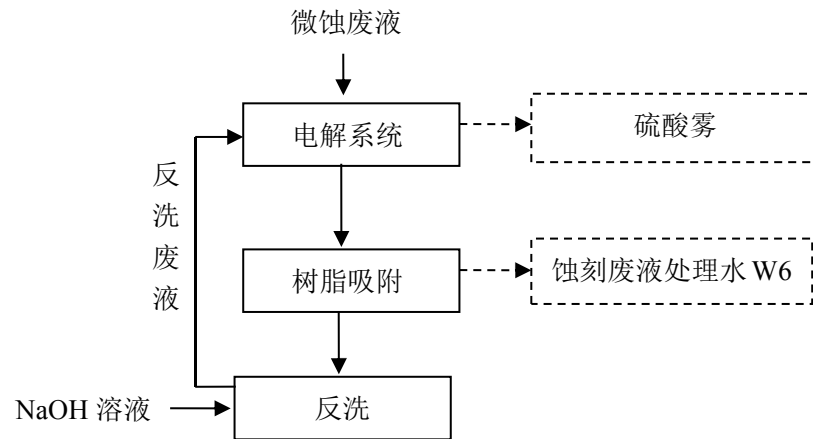 微蚀废液
电解系统
硫酸雾
反洗废液
树脂吸附
蚀刻废液处理水 W6
NaOH 溶液
反洗